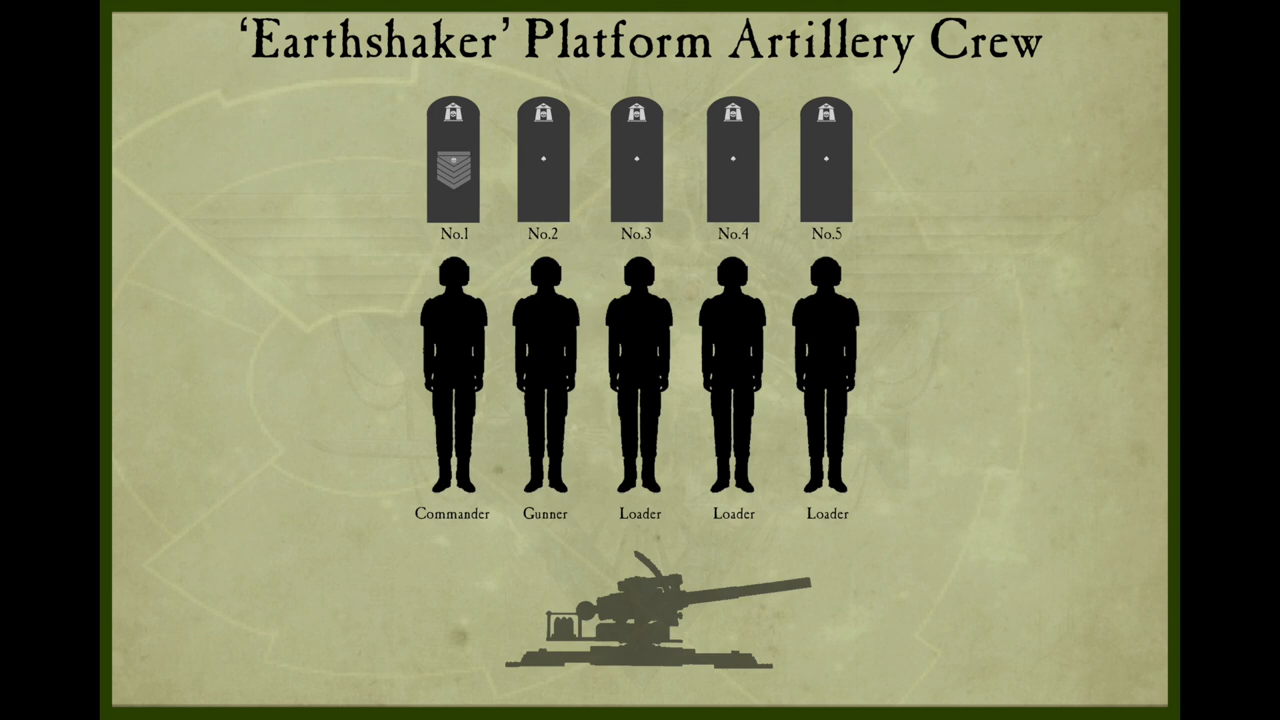 ‘Earthshaker’ Platform Artillery Crew
No.1 No.2 No.3 No.4 No.5
Commander Gunner Loader Loader Loader